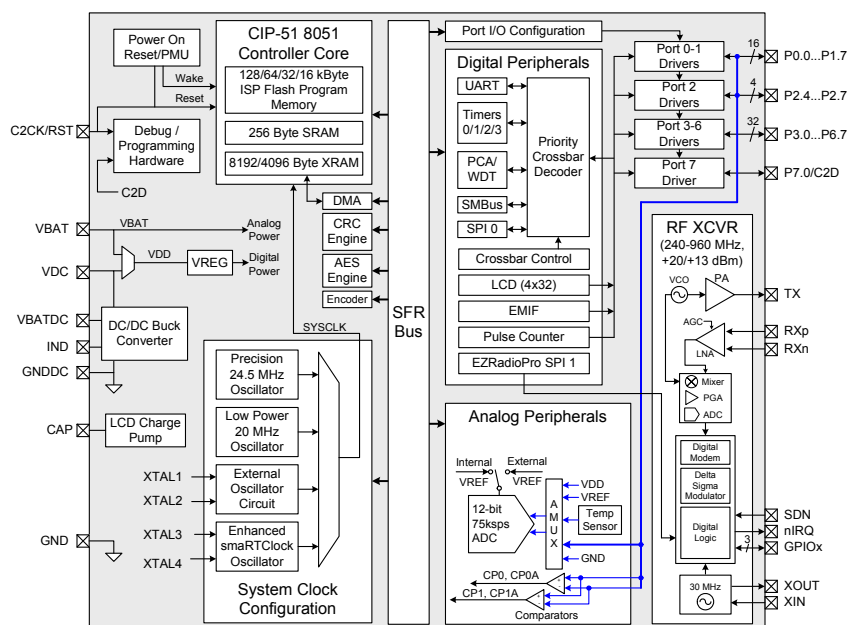 Power On
Reset/PMU
Wake
Reset
C2CK/RST
Debug /
Programming
Hardware
C2D
CIP-51 8051
Controller Core
128/64/32/16 kByte
ISP Flash Program
Memory
256 Byte SRAM
8192/4096 Byte XRAM
DMA
CRC
Engine
AES
Engine
Encoder
SYSCLK
VBAT
VBAT
Analog
Power
VDC
VDD
VREG
Digital
Power
VBATDC
IND
GNDDC
DC/DC Buck
Converter
CAP
LCD Charge
Pump
XTAL1
XTAL2
XTAL3
XTAL4
GND
Precision
24.5 MHz
Oscillator
Low Power
20 MHz
Oscillator
External
Oscillator
Circuit
Enhanced
smaRTClock
Oscillator
System Clock
Configuration
SFR
Bus
Port I/O Configuration
Digital Peripherals
UART
Timers
0/1/2/3
PCA/
WDT
SMBus
SPI 0
Priority
Crossbar
Decoder
Crossbar Control
LCD (4x32)
EMIF
Pulse Counter
EZRadioPro SPI 1
Port 0-1
Drivers
Port 2
Drivers
Port 3-6
Drivers
Port 7
Driver
16
P0.0...P1.7
4
P2.4...P2.7
32
P3.0...P6.7
P7.0/C2D
Analog Peripherals
Internal
VREF
External
VREF
12-bit
75ksps
ADC
A
M
U
X
VDD
VREF
Temp
Sensor
GND
CP0, CP0A
CP1, CP1A
+
-
+
-
Comparators
RF XCVR
(240-960 MHz,
+20/+13 dBm)
VCO
PA
TX
AGC
LNA
RXp
RXn
Mixer
PGA
ADC
Digital
Modem
Delta
Sigma
Modulator
Digital
Logic
SDN
nIRQ
3
GPIOx
30 MHz
XOUT
XIN